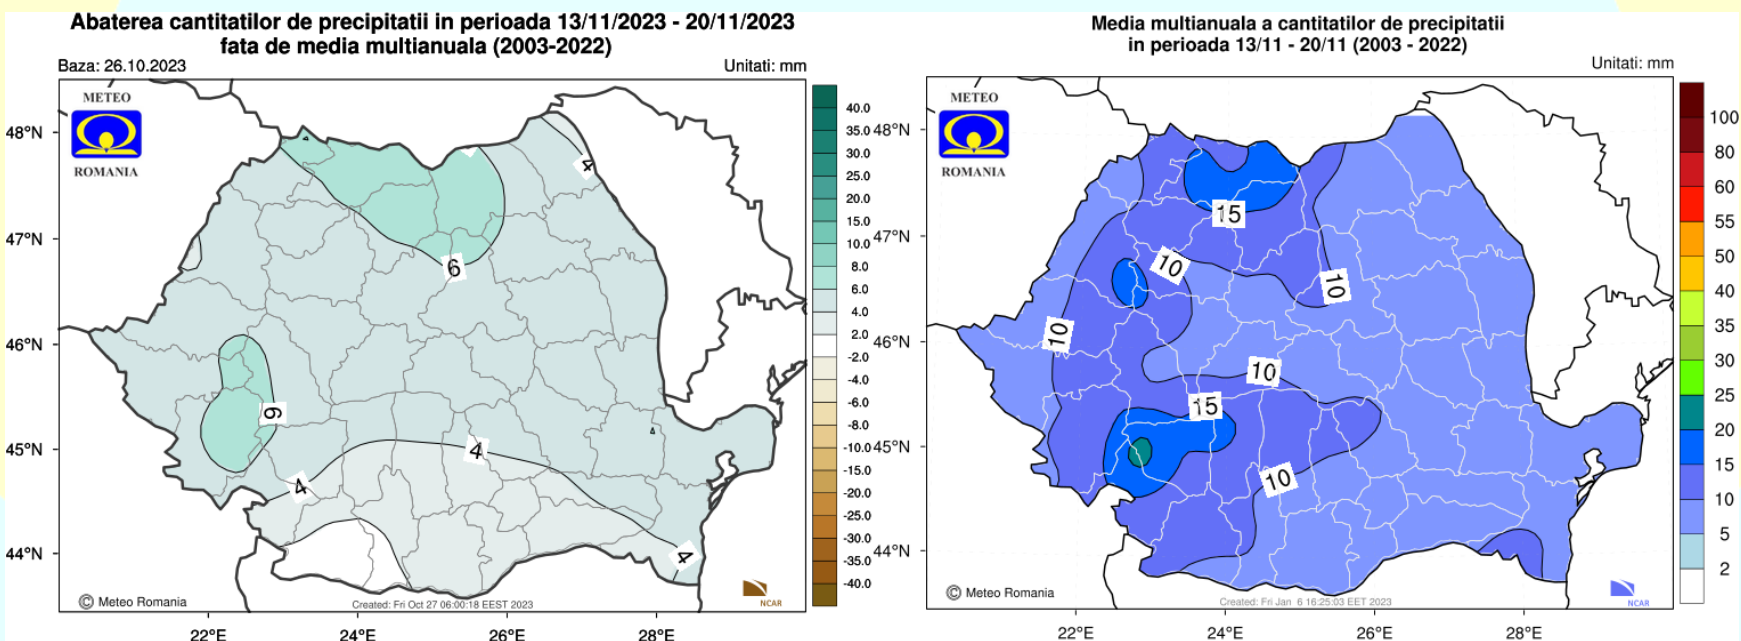 Abaterea cantitatilor de precipitatii in perioada 13/11/2023 - 20/11/2023
fata de media multianuala (2003-2022)
Baza: 26.10.2023
Unitati: mm
METEO
ROMANIA
48°N
47°N
46°N
45°N
44°N
4
6
6
4
4
4
40.0
35.0
30.0
25.0
20.0
15.0
10.0
8.0
6.0
4.0
2.0
-2.0
-4.0
-6.0
-8.0
-10.0
-15.0
-20.0
-25.0
-30.0
-35.0
-40.0
© Meteo Romania
Created: Fri Oct 27 06:00:18 EEST 2023
NCAR
22°E
24°E
26°E
28°E
Media multianuala a cantitatilor de precipitatii
in perioada 13/11 - 20/11 (2003 - 2022)
Unitati: mm
METEO
ROMANIA
48°N
47°N
46°N
45°N
44°N
15
10
10
10
10
15
10
100
80
60
55
50
40
35
30
25
20
15
10
5
2
© Meteo Romania
Created: Fri Jan 6 16:25:03 EET 2023
NCAR
22°E
24°E
26°E
28°E